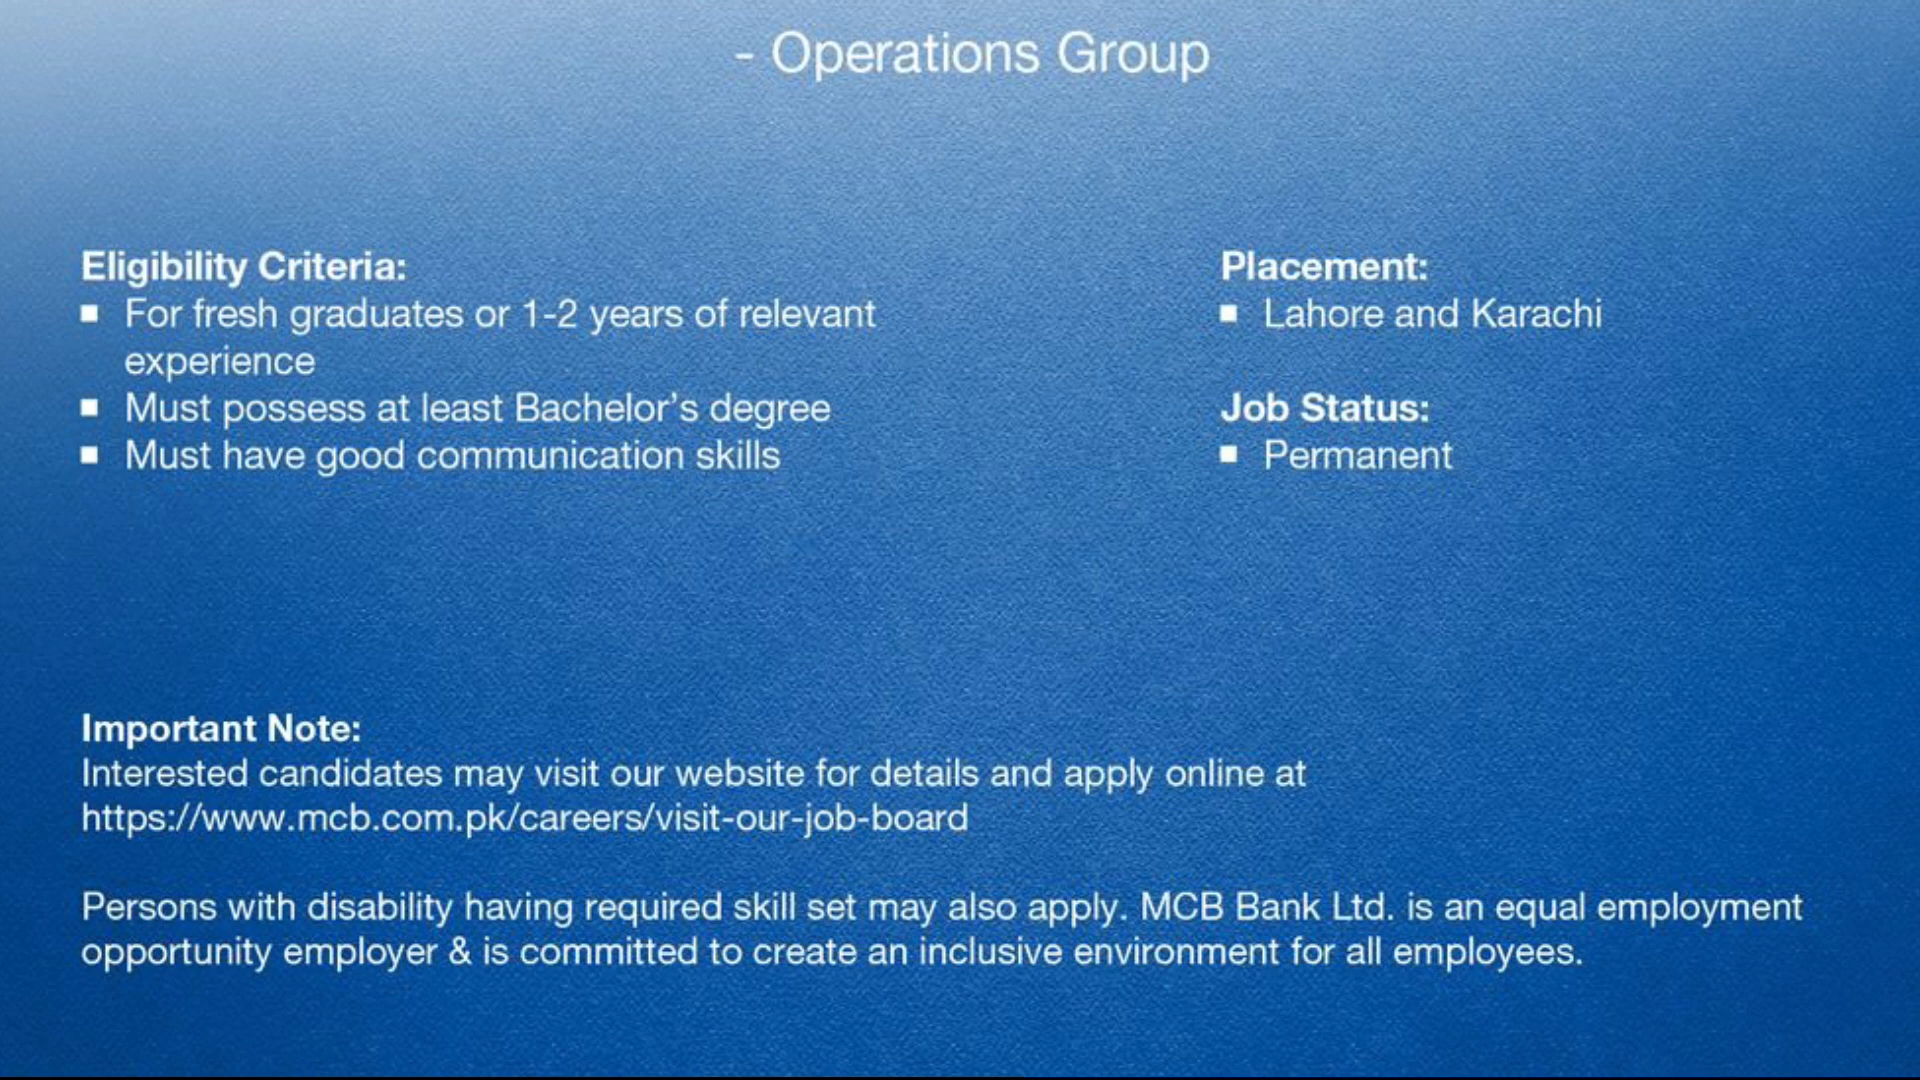 - Operations Group
Eligibility Criteria:
▪ For fresh graduates or 1-2 years of relevant
experience
▪ Must possess at least Bachelor’s degree
▪ Must have good communication skills
Placement:
▪ Lahore and Karachi
Job Status:
▪ Permanent
Important Note:
Interested candidates may visit our website for details and apply online at
https://www.mcb.com.pk/careers/visit-our-job-board
Persons with disability having required skill set may also apply. MCB Bank Ltd. is an equal employment
opportunity employer & is committed to create an inclusive environment for all employees.